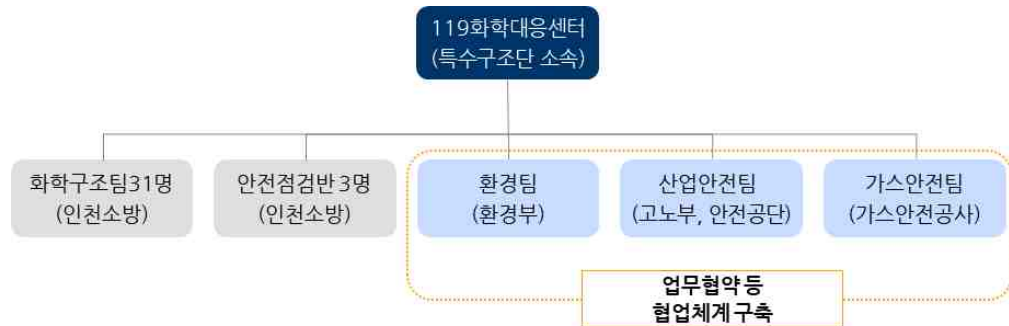 119화학대응센터
(특수구조단 소속)
화학구조팀31명
(인천소방)
안전점검반 3명
(인천소방)
환경팀
(환경부)
산업안전팀
(고노부, 안전공단)
가스안전팀
(가스안전공사)
업무협약 등
협업체계 구축